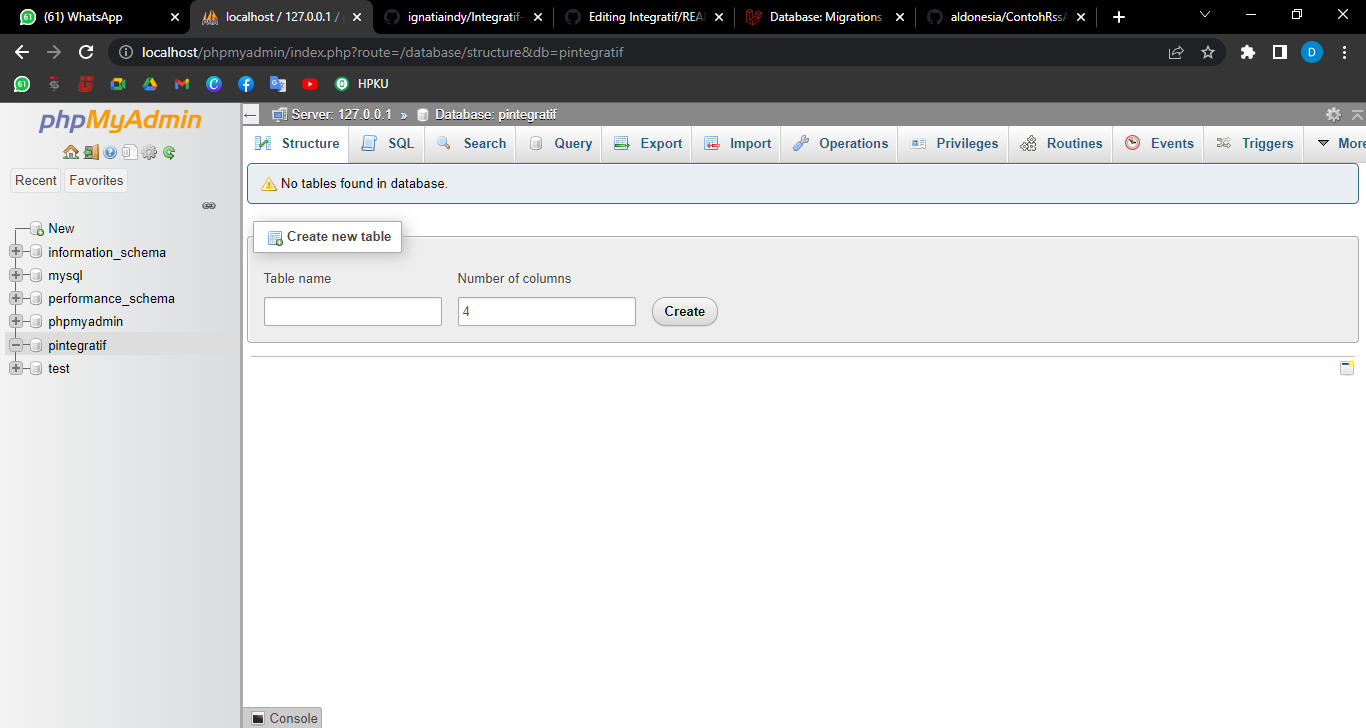 (61) WhatsApp
localhost / 127.0.0.1 /
ignatiaindy/Integratif-
Editing Integratif/REA
Database: Migrations
aldonesia/ContohRss
localhost/phpmyadmin/index.php?route=/database/structure&db=pintegratif
D
61
HPKU
phpMyAdmin
Recent
Favorites
New
information_schema
mysql
performance_schema
phpmyadmin
pintegratif
test
Server: 127.0.0.1 » Database: pintegratif
Structure
SQL
Search
Query
Export
Import
Operations
Privileges
Routines
Events
Triggers
More
No tables found in database.
Create new table
Table name
Number of columns
4
Create
Console